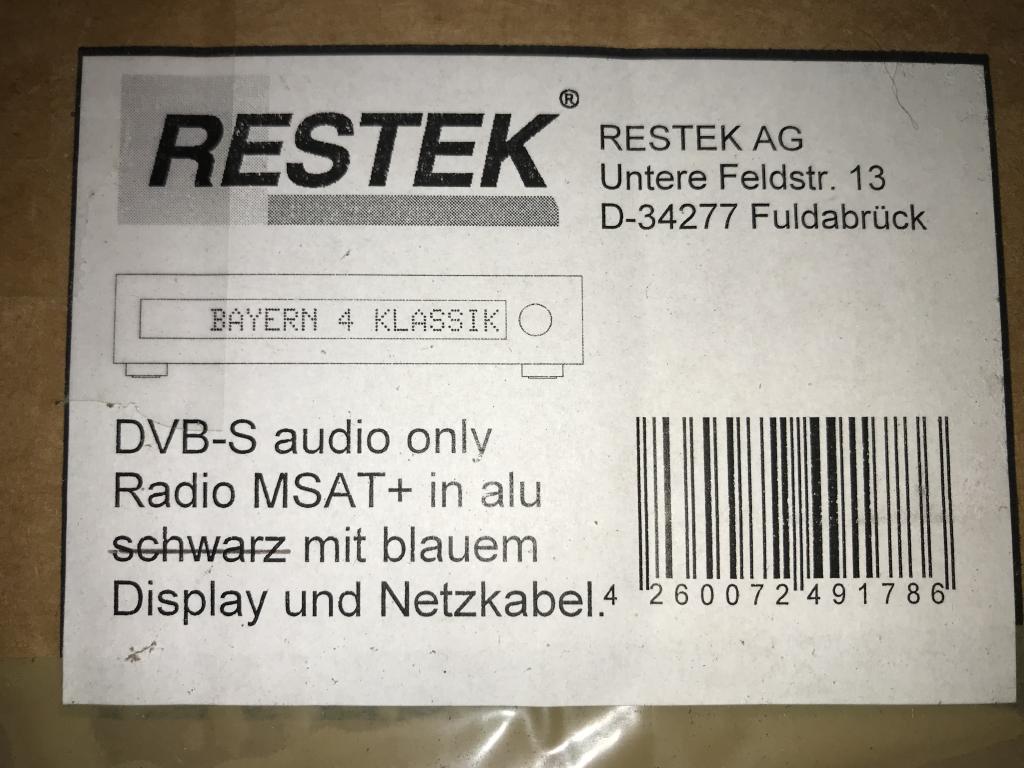 RESTEK®
RESTEK AG
Untere Feldstr. 13
D-34277 Fuldabrück
BAYERN 4 KLASSIK
DVB-S audio only
Radio MSAT+ in alu
schwarz mit blauem
Display und Netzkabel.
4 260072 491786